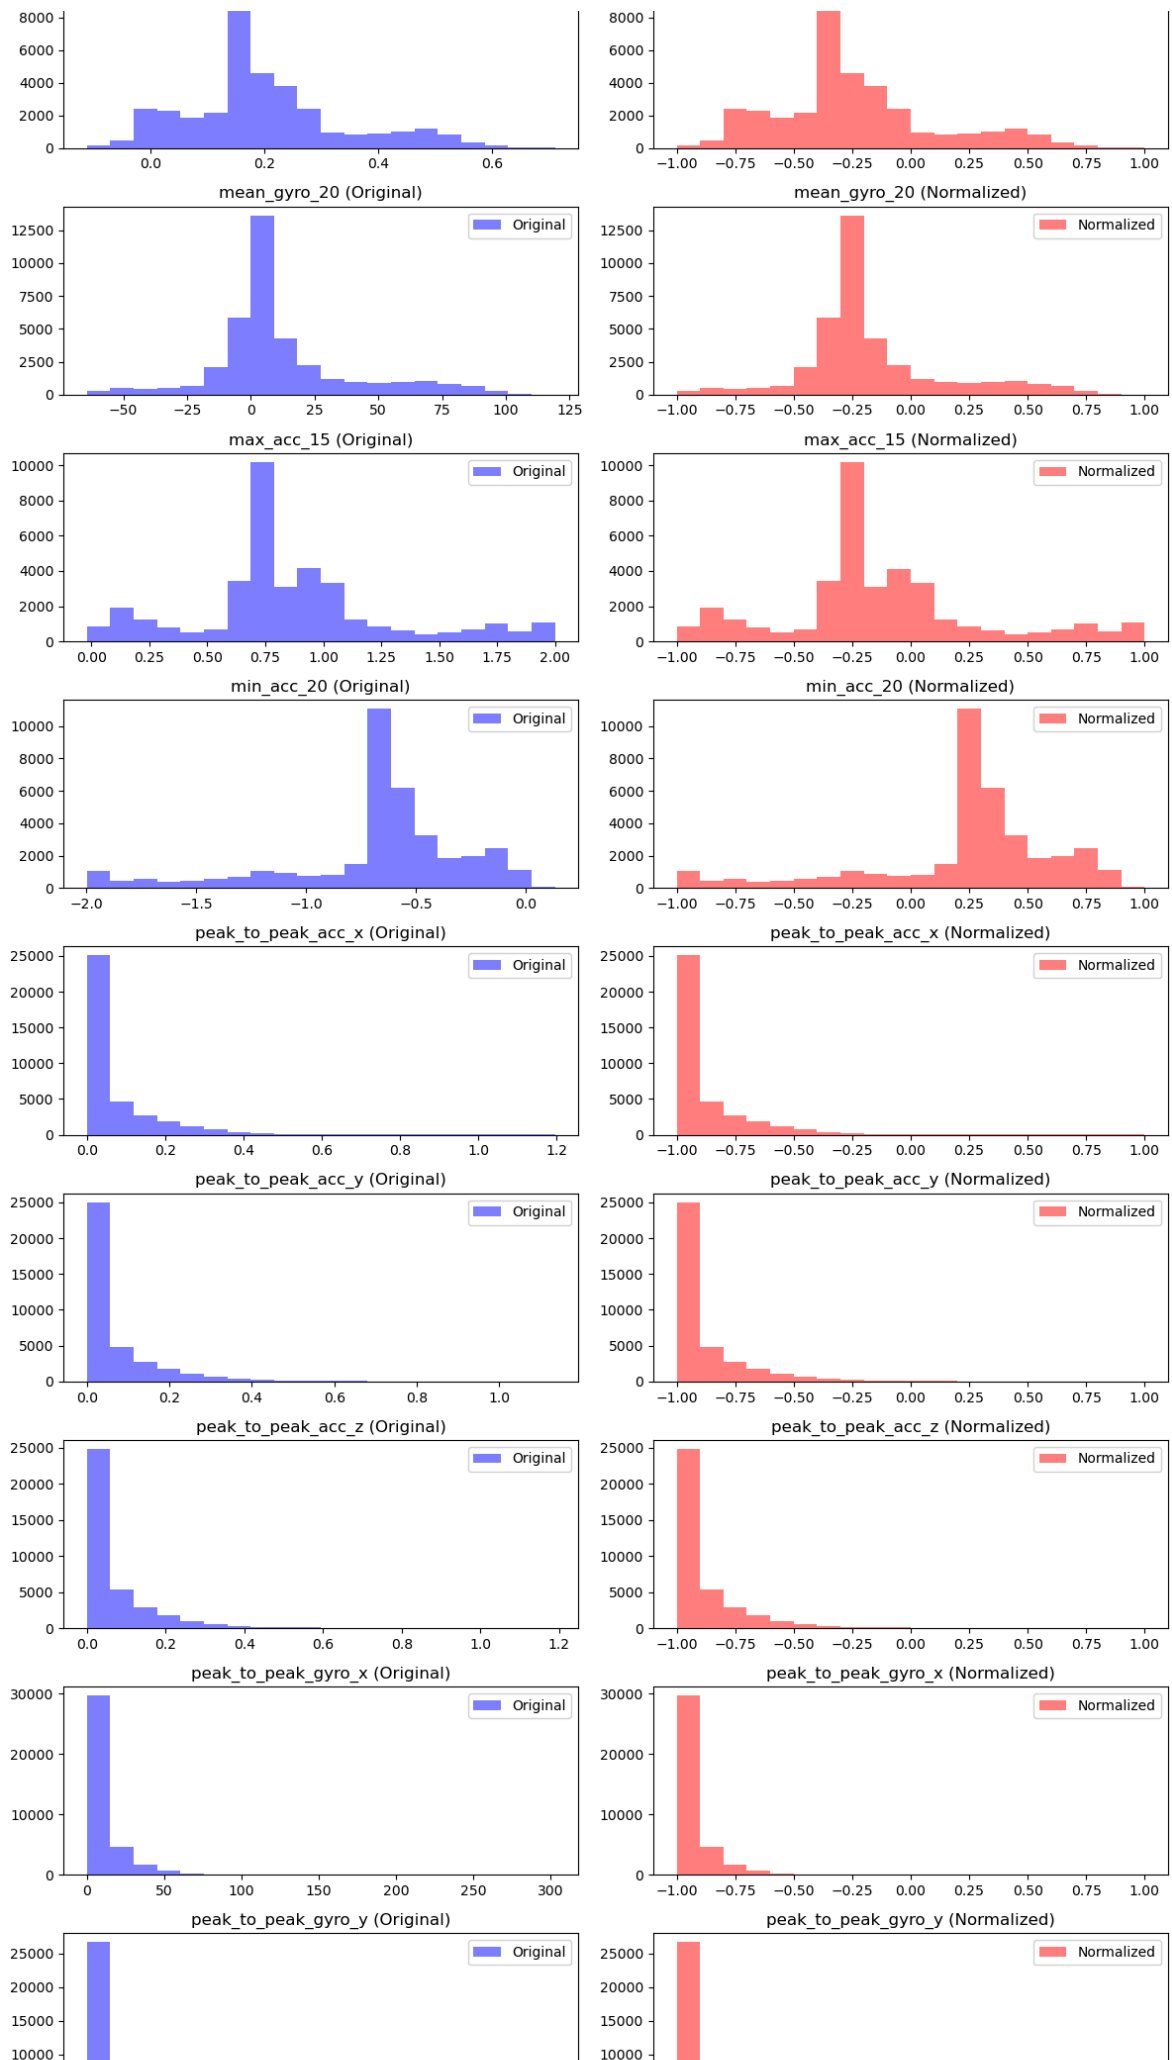 8000 8000
6000 6000
4000 4000
2000 2000
0 0
0.0 0.2 0.4 0.6 −1.00 −0.75 −0.50 −0.25 0.00 0.25 0.50 0.75 1.00
mean_gyro_20 (Original) mean_gyro_20 (Normalized)
Original Normalized
12500 12500
10000 10000
7500 7500
5000 5000
2500 2500
0 0
−50 −25 0 25 50 75 100 125 −1.00 −0.75 −0.50 −0.25 0.00 0.25 0.50 0.75 1.00
max_acc_15 (Original) max_acc_15 (Normalized)
Original Normalized
10000 10000
8000 8000
6000 6000
4000 4000
2000 2000
0 0
0.00 0.25 0.50 0.75 1.00 1.25 1.50 1.75 2.00 −1.00 −0.75 −0.50 −0.25 0.00 0.25 0.50 0.75 1.00
min_acc_20 (Original) min_acc_20 (Normalized)
Original Normalized
10000 10000
8000 8000
6000 6000
4000 4000
2000 2000
0 0
−2.0 −1.5 −1.0 −0.5 0.0 −1.00 −0.75 −0.50 −0.25 0.00 0.25 0.50 0.75 1.00
peak_to_peak_acc_x (Original) peak_to_peak_acc_x (Normalized)
Original Normalized
25000 25000
20000 20000
15000 15000
10000 10000
5000 5000
0 0
0.0 0.2 0.4 0.6 0.8 1.0 1.2 −1.00 −0.75 −0.50 −0.25 0.00 0.25 0.50 0.75 1.00
peak_to_peak_acc_y (Original) peak_to_peak_acc_y (Normalized)
Original Normalized
25000 25000
20000 20000
15000 15000
10000 10000
5000 5000
0 0
0.0 0.2 0.4 0.6 0.8 1.0 −1.00 −0.75 −0.50 −0.25 0.00 0.25 0.50 0.75 1.00
peak_to_peak_acc_z (Original) peak_to_peak_acc_z (Normalized)
Original Normalized
25000 25000
20000 20000
15000 15000
10000 10000
5000 5000
0 0
0.0 0.2 0.4 0.6 0.8 1.0 1.2 −1.00 −0.75 −0.50 −0.25 0.00 0.25 0.50 0.75 1.00
peak_to_peak_gyro_x (Original) peak_to_peak_gyro_x (Normalized)
Original Normalized
30000 30000
20000 20000
10000 10000
0 0
0 50 100 150 200 250 300 −1.00 −0.75 −0.50 −0.25 0.00 0.25 0.50 0.75 1.00
peak_to_peak_gyro_y (Original) peak_to_peak_gyro_y (Normalized)
Original Normalized
25000 25000
20000 20000
15000 15000
10000 10000